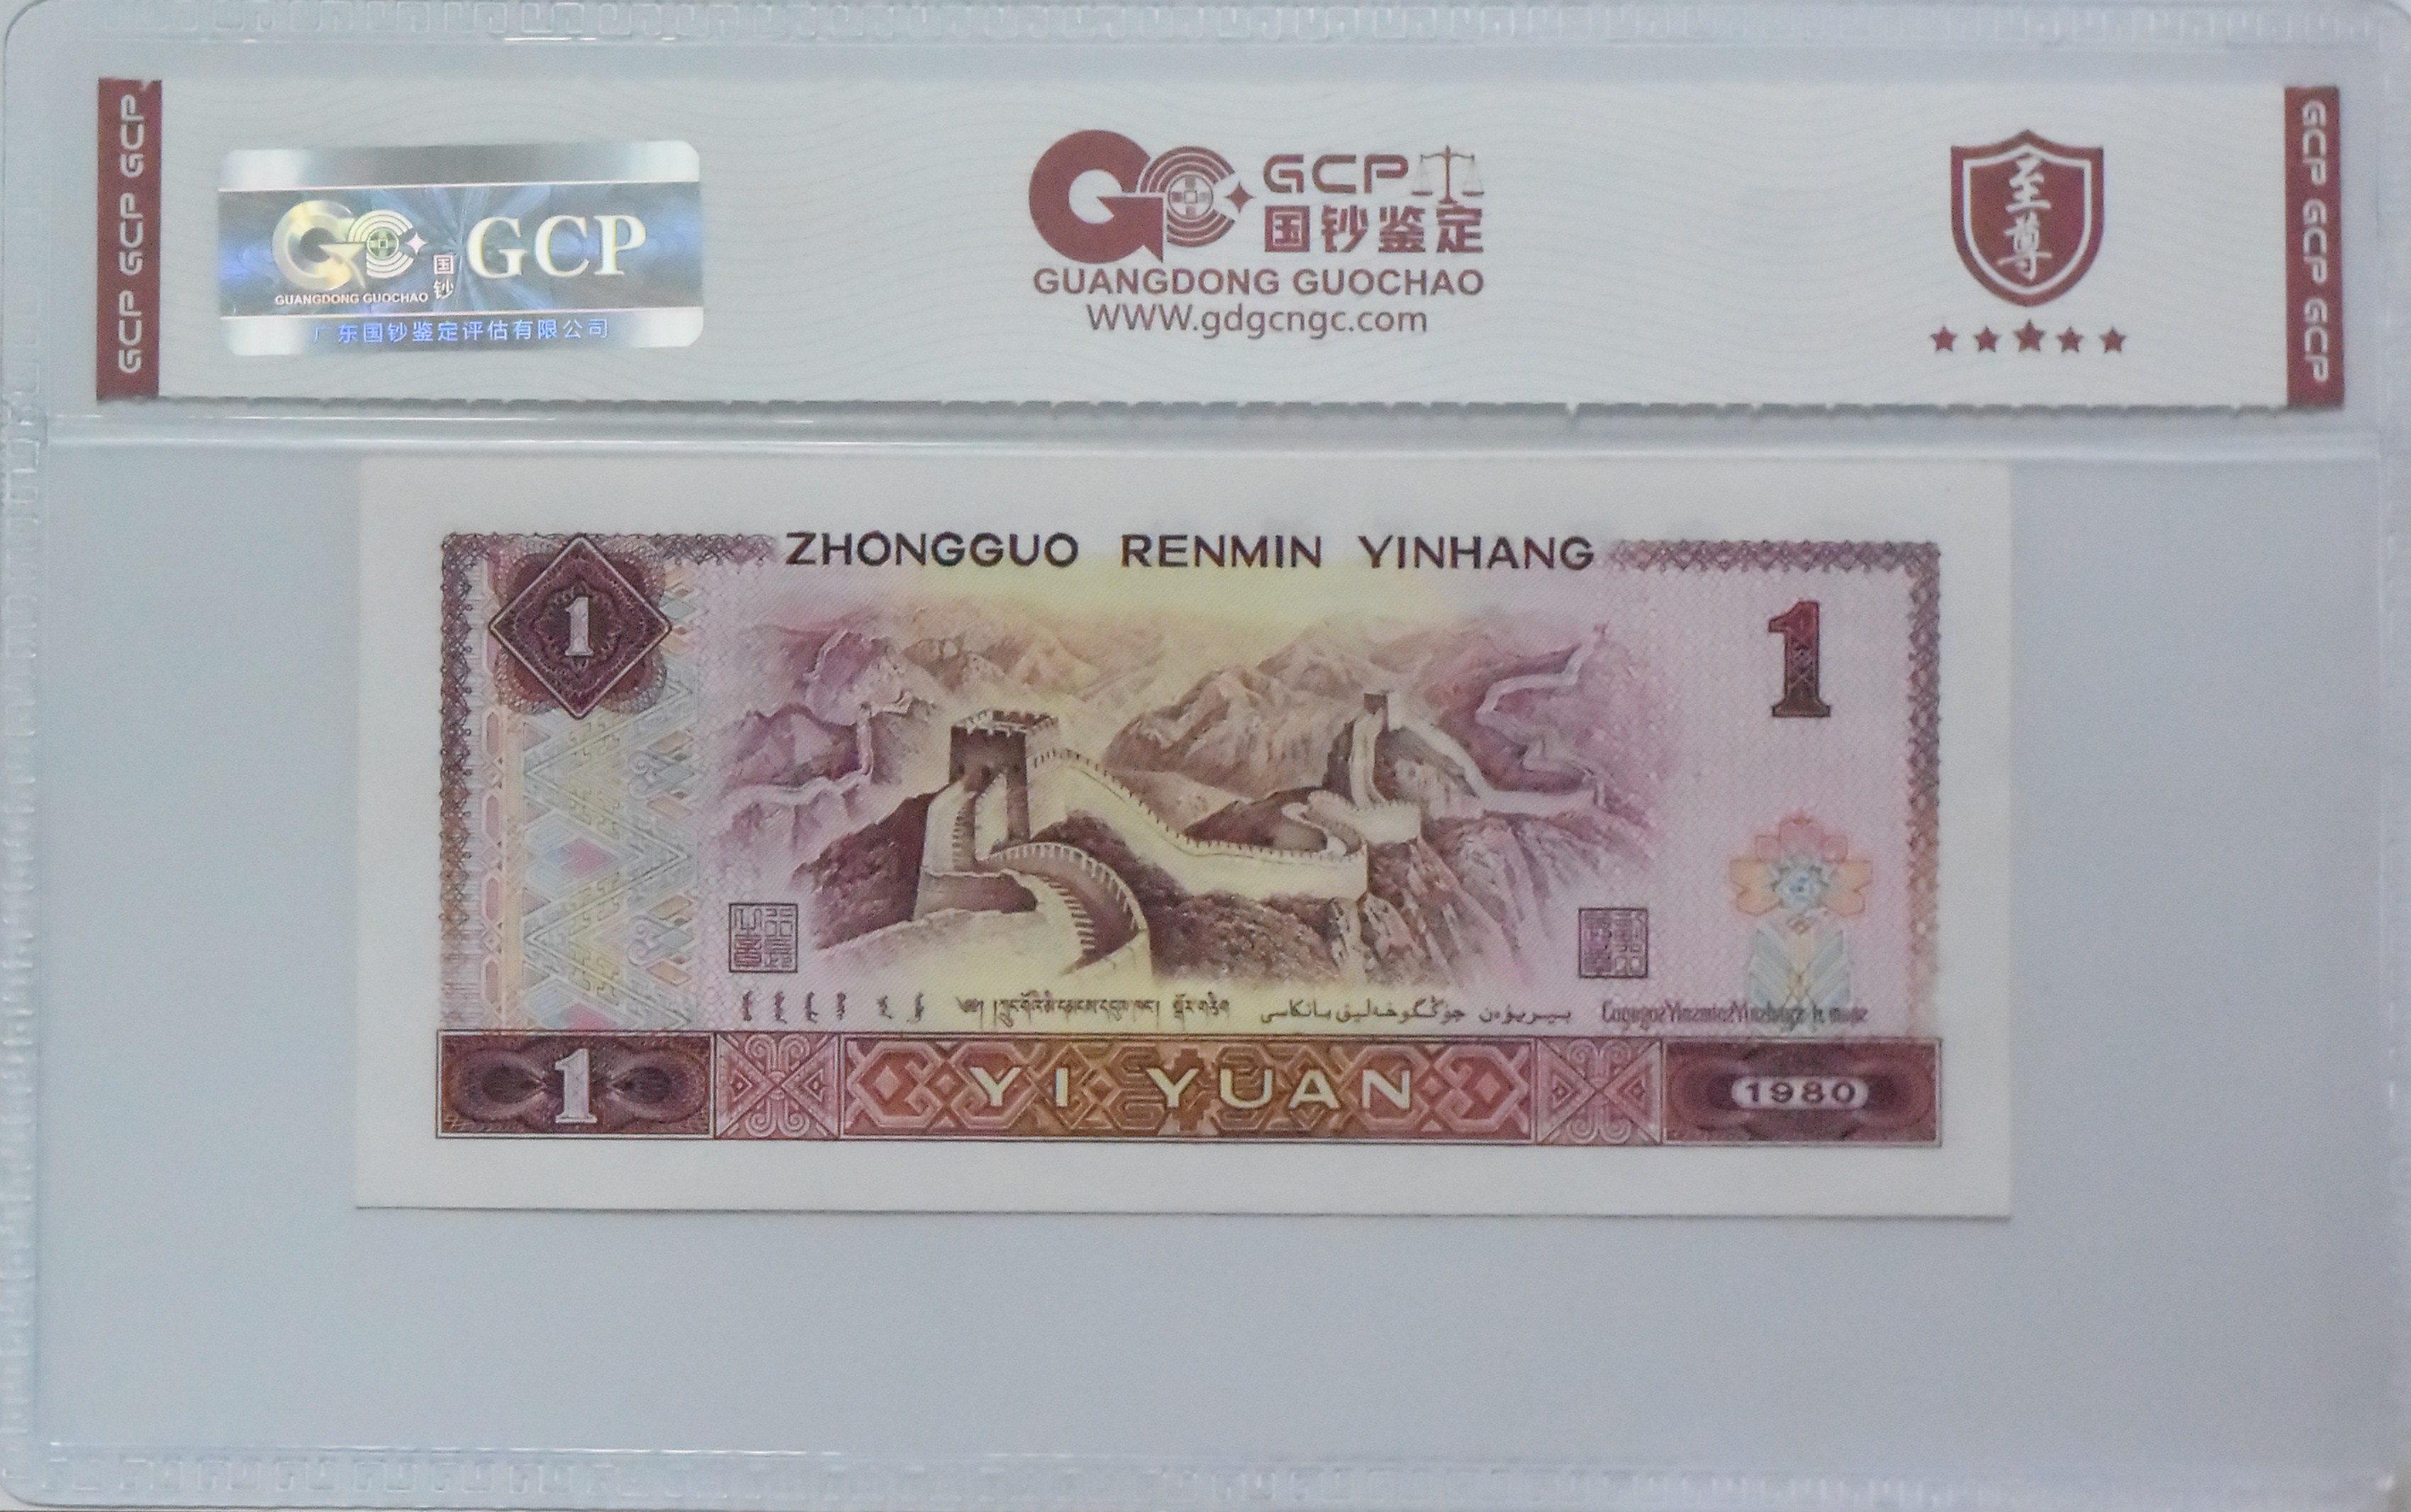 GCP GCP GCP
GCP
国钞
GUANGDONG GUOCHAO
广东国钞鉴定评估有限公司
GCP
国钞鉴定
GUANGDONG GUOCHAO
WWW.gdgcngc.com
至尊
GCP GCP GCP
ZHONGGUO RENMIN YINHANG
1
1
1
YI YUAN
1980